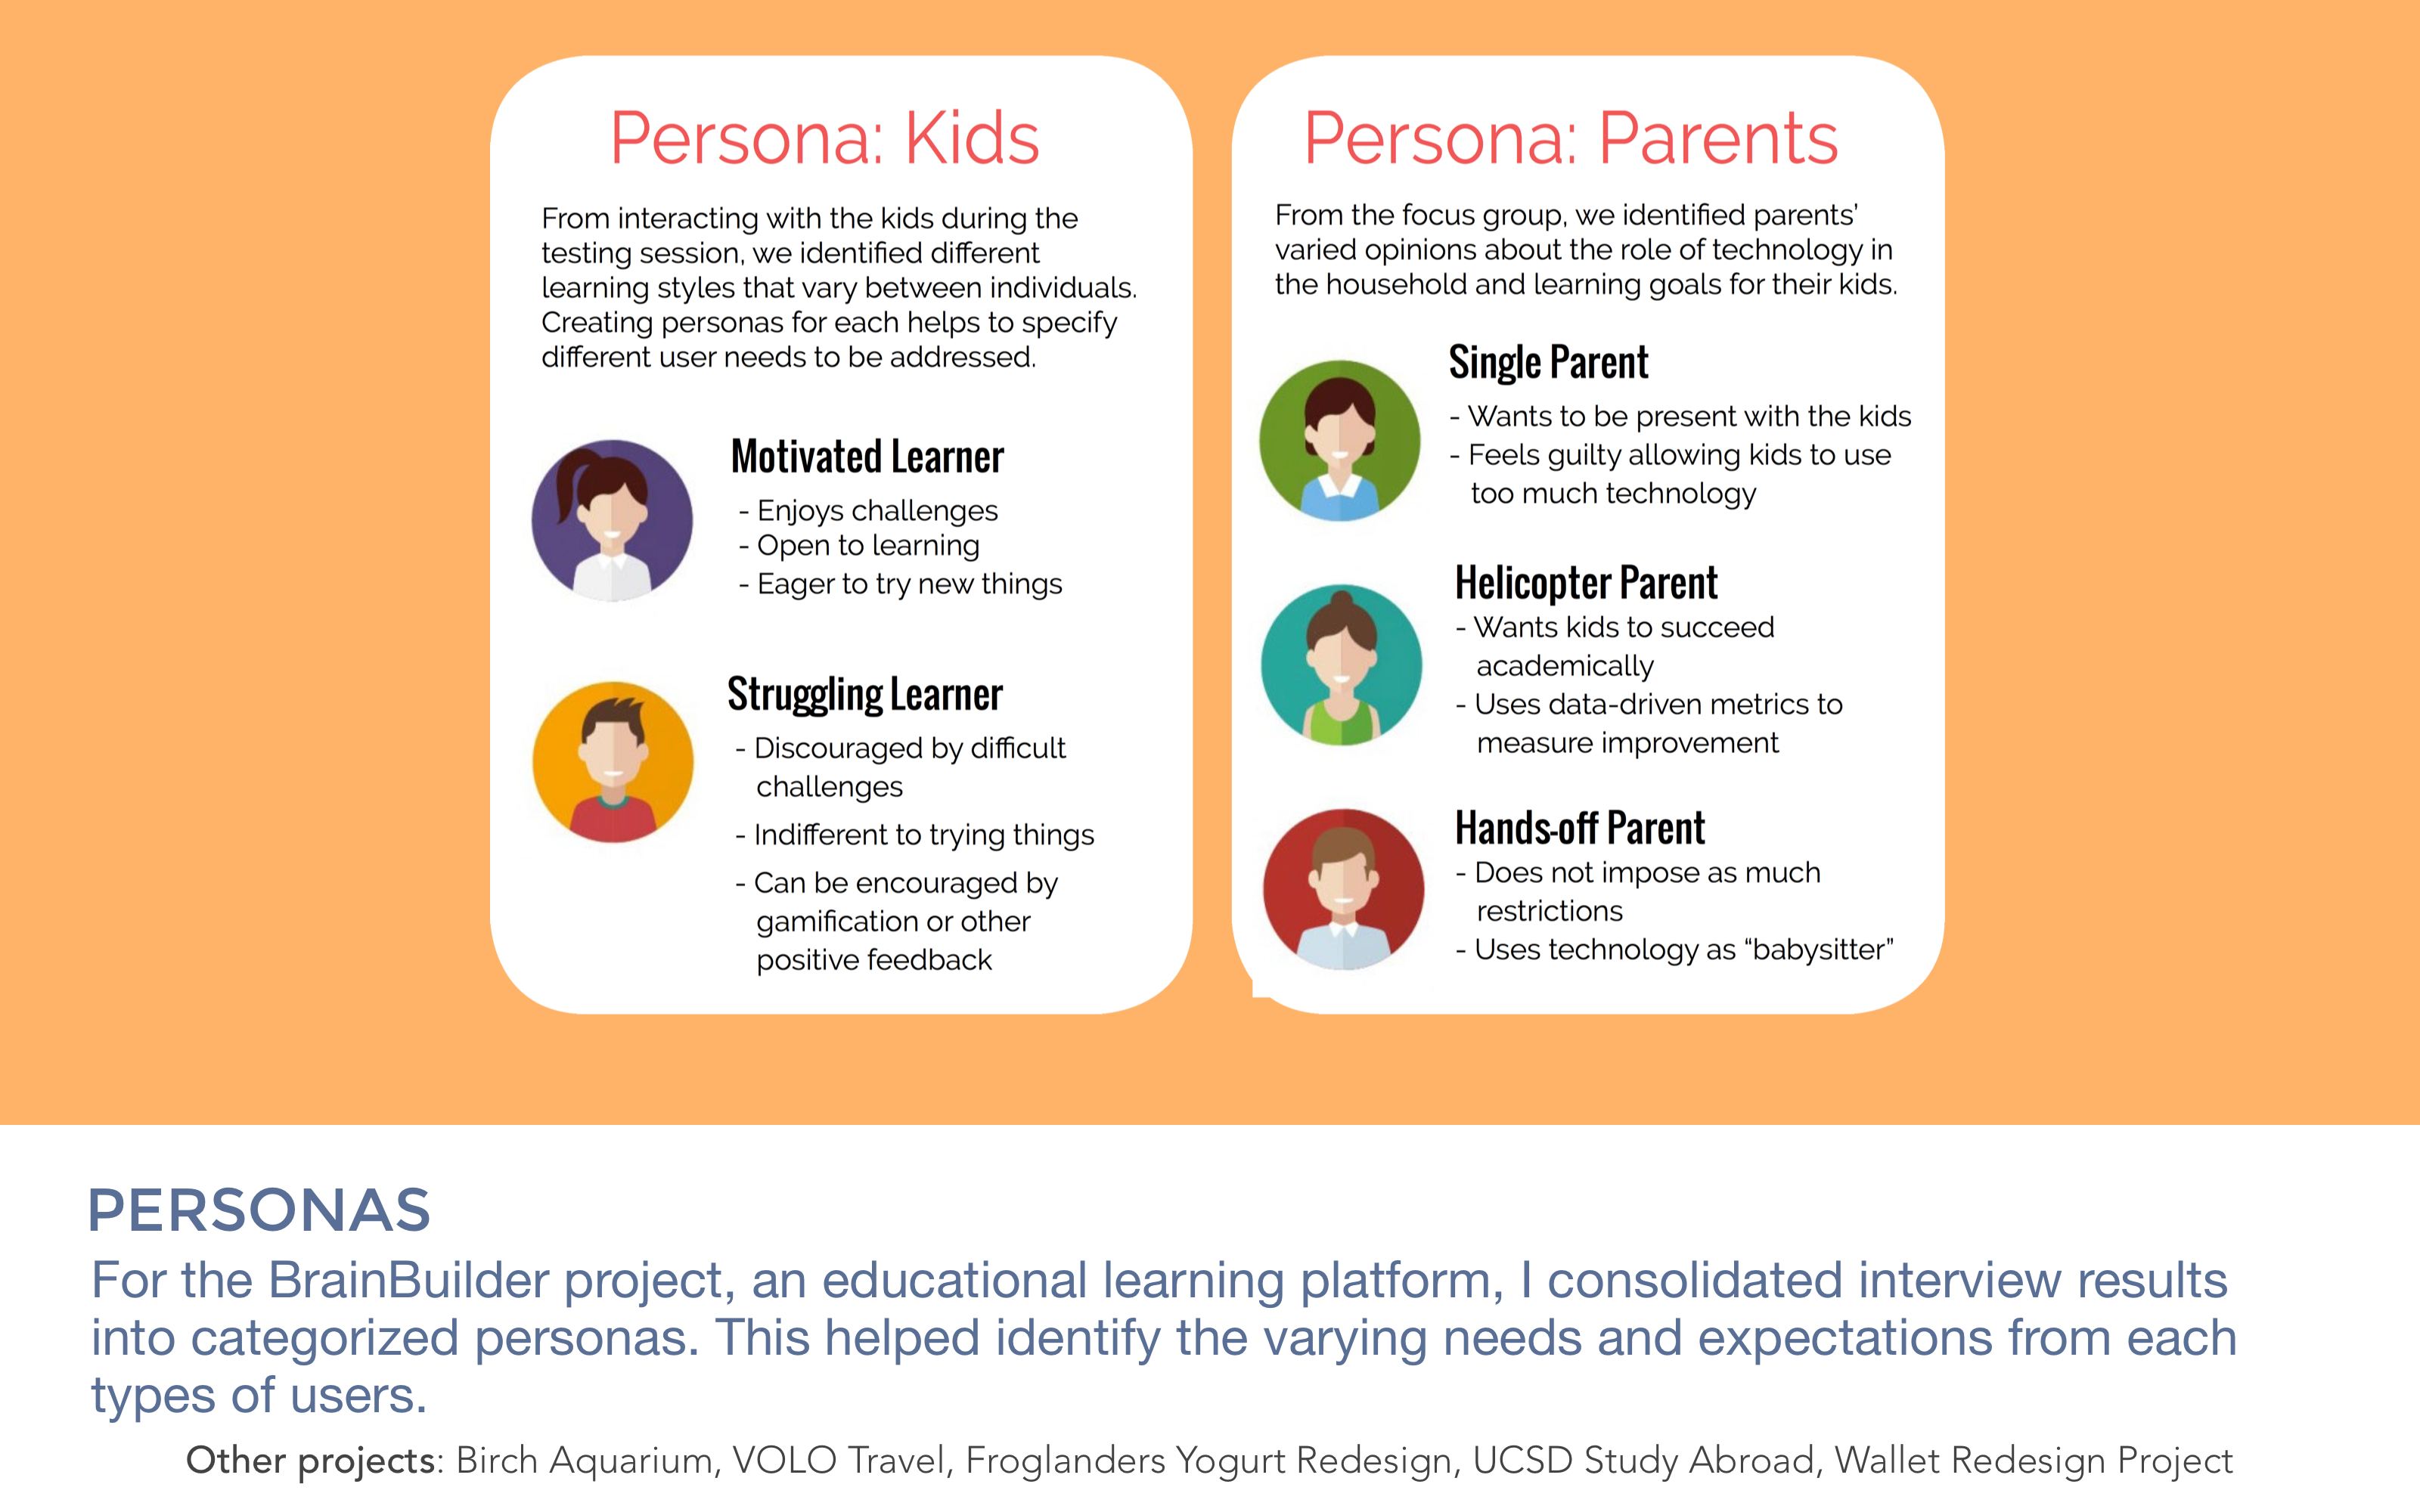 Persona: Kids
From interacting with the kids during the
testing session, we identified different
learning styles that vary between individuals.
Creating personas for each helps to specify
different user needs to be addressed.
Motivated Learner
- Enjoys challenges
- Open to learning
- Eager to try new things
Struggling Learner
- Discouraged by difficult
challenges
- Indifferent to trying things
- Can be encouraged by
gamification or other
positive feedback
Persona: Parents
From the focus group, we identified parents’
varied opinions about the role of technology in
the household and learning goals for their kids.
Single Parent
- Wants to be present with the kids
- Feels guilty allowing kids to use
too much technology
Helicopter Parent
- Wants kids to succeed
academically
- Uses data-driven metrics to
measure improvement
Hands-off Parent
- Does not impose as much
restrictions
- Uses technology as “babysitter”
PERSONAS
For the BrainBuilder project, an educational learning platform, I consolidated interview results
into categorized personas. This helped identify the varying needs and expectations from each
types of users.
Other projects: Birch Aquarium, VOLO Travel, Froglanders Yogurt Redesign, UCSD Study Abroad, Wallet Redesign Project